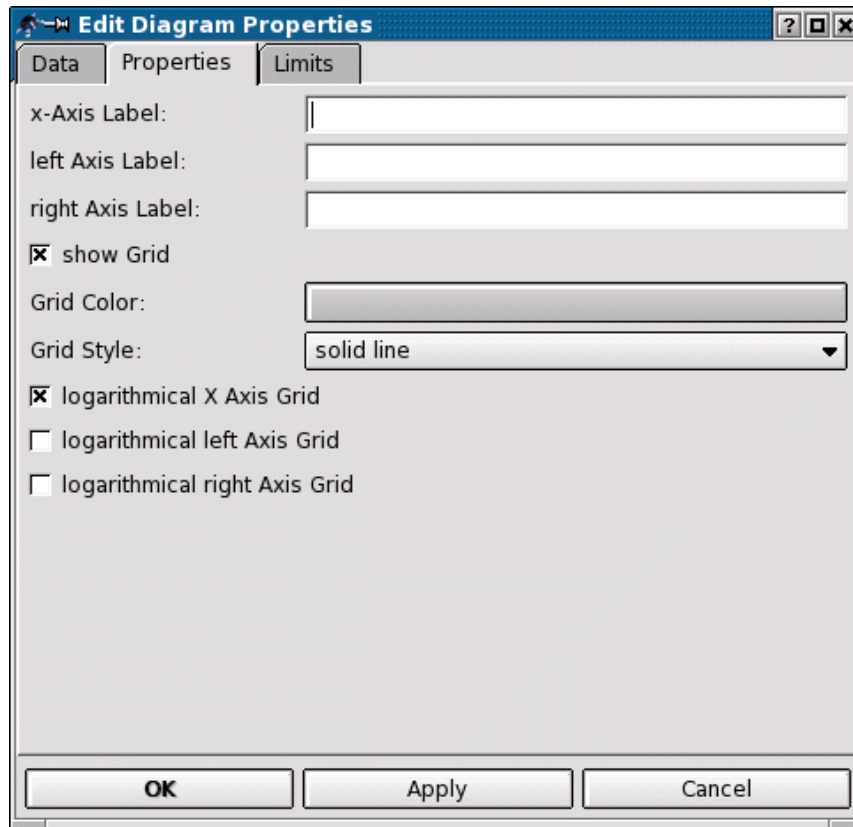 Edit Diagram Properties
Data Properties Limits
x-Axis Label:
left Axis Label:
right Axis Label:
show Grid
Grid Color:
Grid Style: solid line
logarithmical X Axis Grid
logarithmical left Axis Grid
logarithmical right Axis Grid
OK Apply Cancel